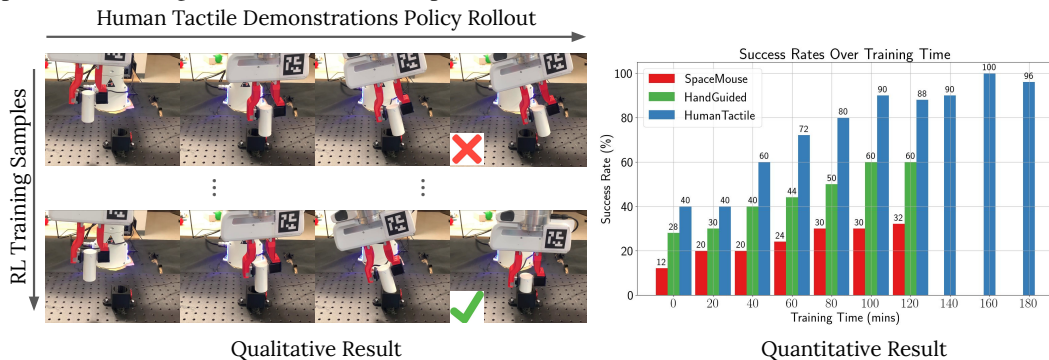 Human Tactile Demonstrations Policy Rollout
RL Training Samples
Qualitative Result
Success Rates Over Training Time
SpaceMouse
HandGuided
HumanTactile
Success Rate (%)
100
80
60
40
20
0
12 28 40
20 30 40
20 40 60
24 44 72
30 50 80
30 60 90
32 60 88
90
100
96
0 20 40 60 80 100 120 140 160 180
Training Time (mins)
Quantitative Result